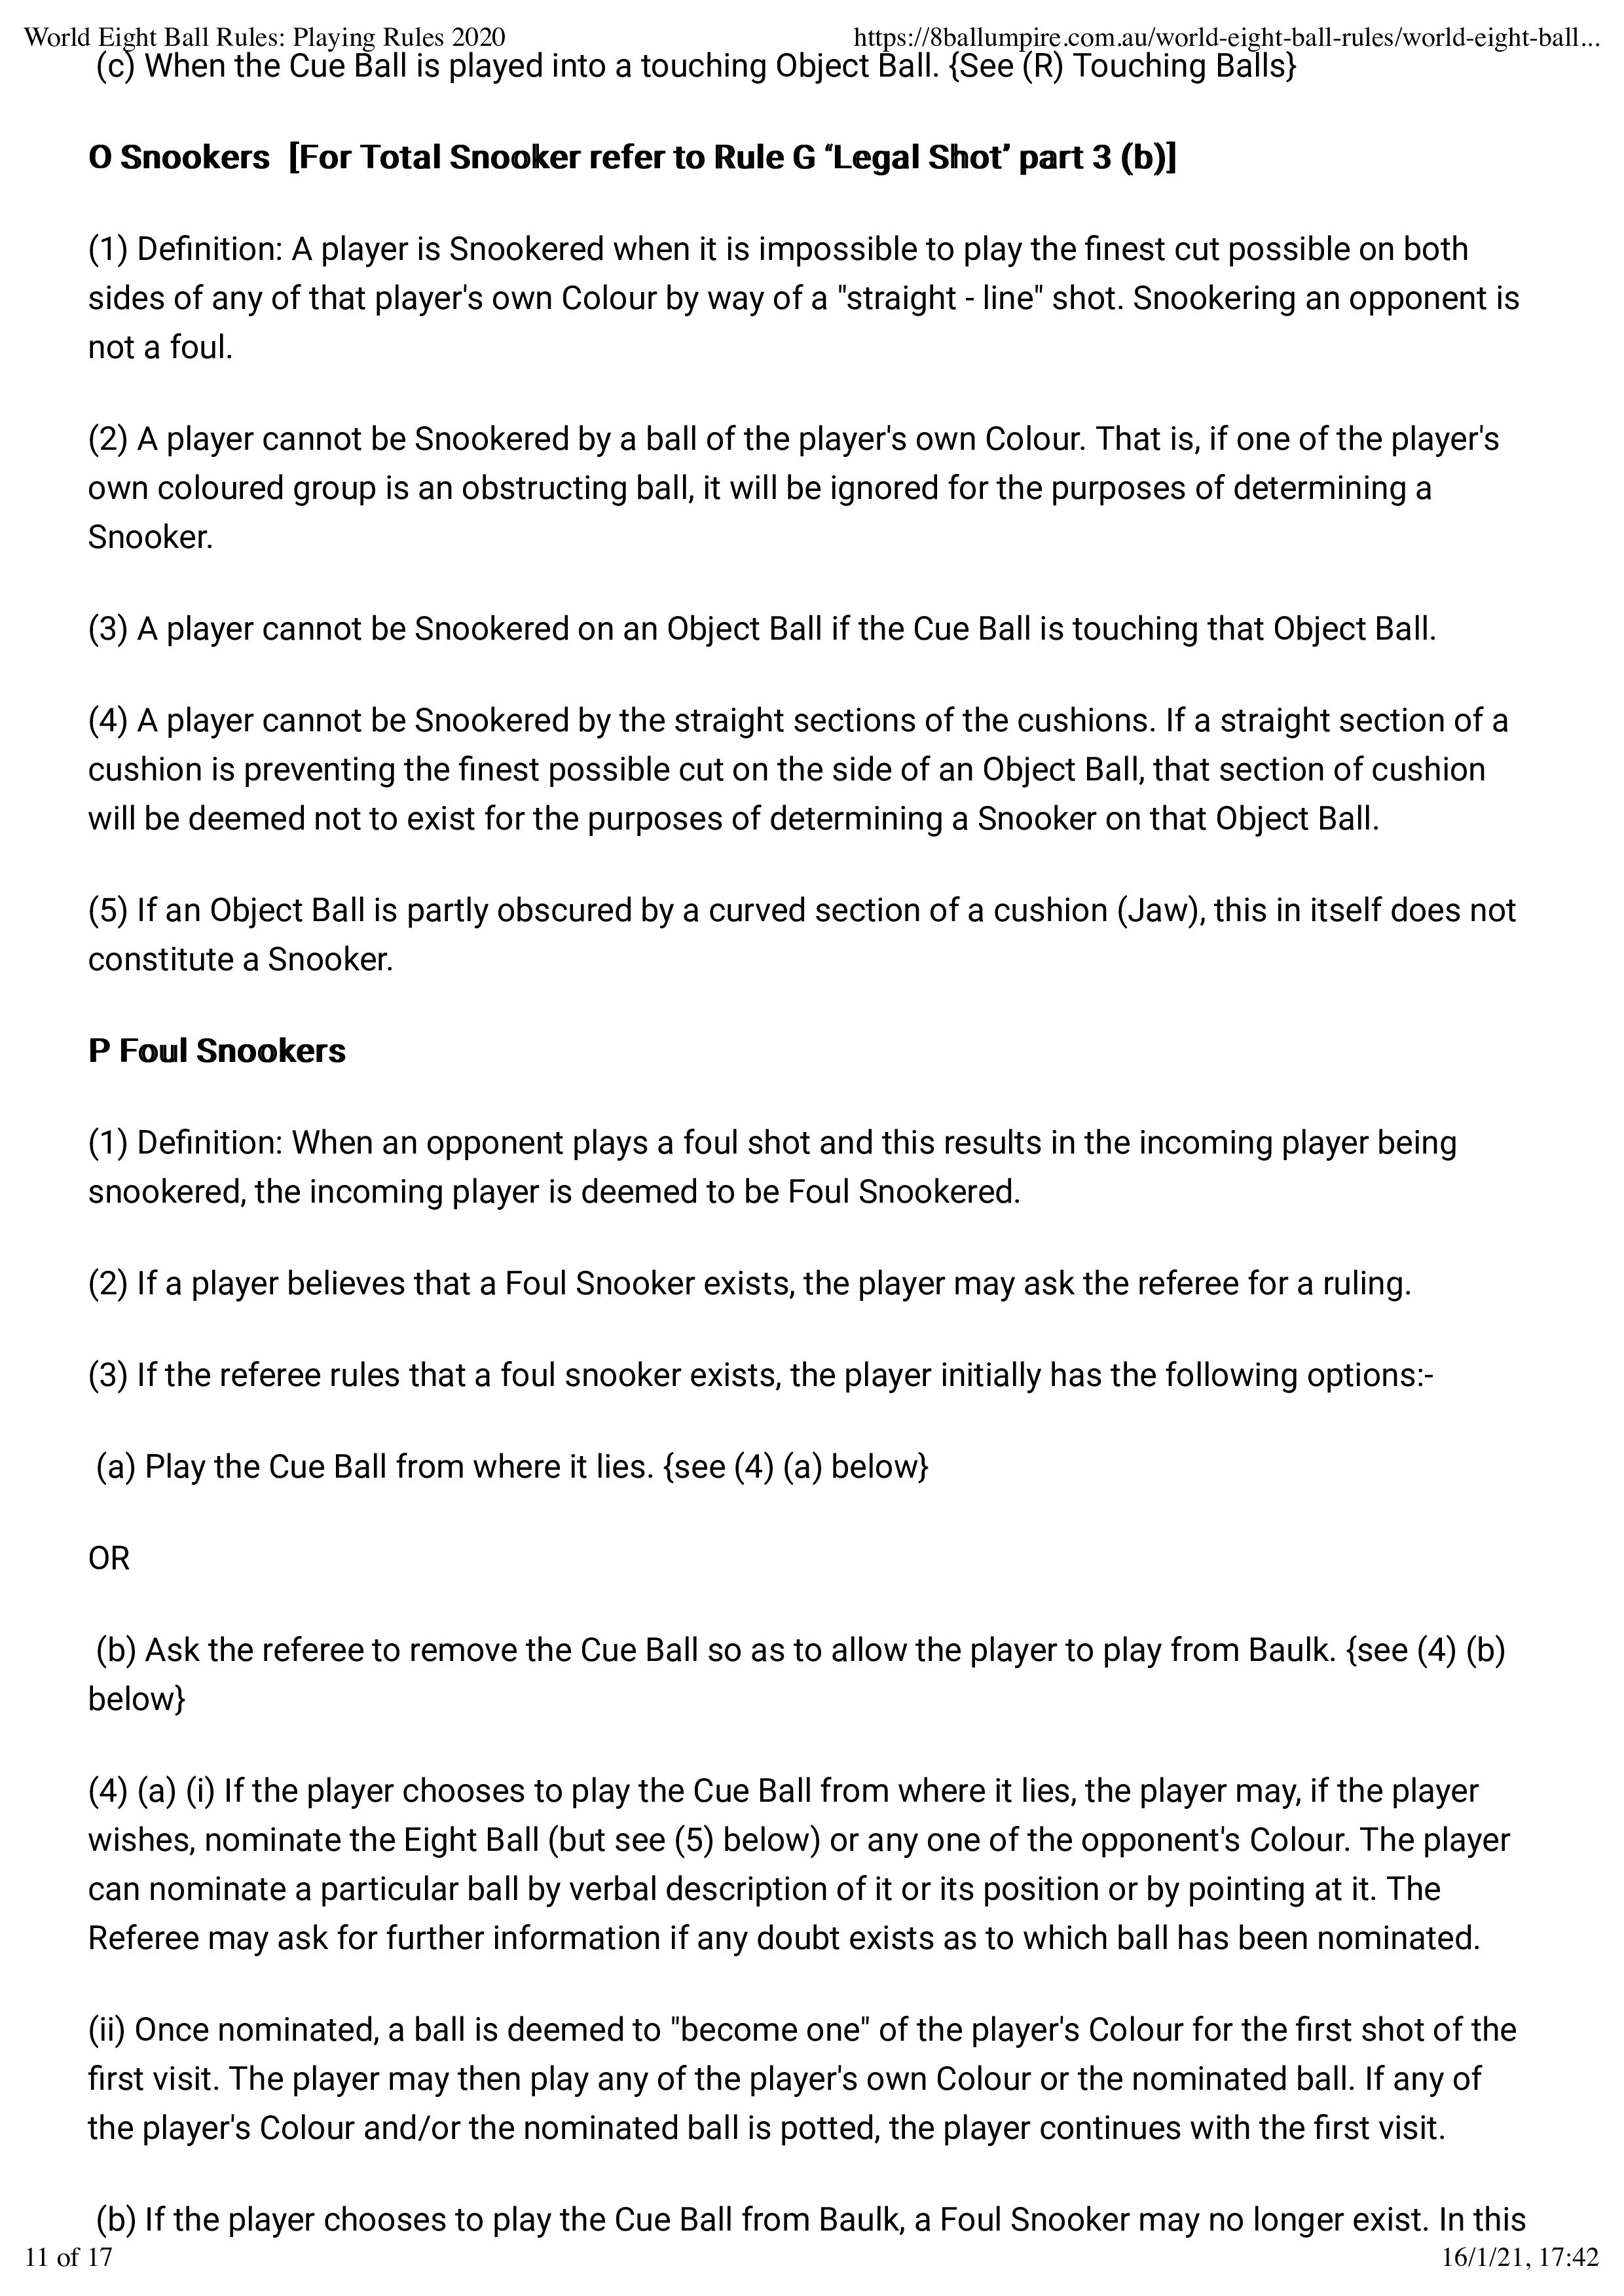 World Eight Ball Rules: Playing Rules 2020 https://8ballumpire.com.au/world-eight-ball-rules/world-eight-ball...
(c) When the Cue Ball is played into a touching Object Ball. {See (R) Touching Balls}
O Snookers [For Total Snooker refer to Rule G ‘Legal Shot’ part 3 (b)]
(1) Definition: A player is Snookered when it is impossible to play the finest cut possible on both
sides of any of that player's own Colour by way of a "straight - line" shot. Snookering an opponent is
not a foul.
(2) A player cannot be Snookered by a ball of the player's own Colour. That is, if one of the player's
own coloured group is an obstructing ball, it will be ignored for the purposes of determining a
Snooker.
(3) A player cannot be Snookered on an Object Ball if the Cue Ball is touching that Object Ball.
(4) A player cannot be Snookered by the straight sections of the cushions. If a straight section of a
cushion is preventing the finest possible cut on the side of an Object Ball, that section of cushion
will be deemed not to exist for the purposes of determining a Snooker on that Object Ball.
(5) If an Object Ball is partly obscured by a curved section of a cushion (Jaw), this in itself does not
constitute a Snooker.
P Foul Snookers
(1) Definition: When an opponent plays a foul shot and this results in the incoming player being
snookered, the incoming player is deemed to be Foul Snookered.
(2) If a player believes that a Foul Snooker exists, the player may ask the referee for a ruling.
(3) If the referee rules that a foul snooker exists, the player initially has the following options:-
(a) Play the Cue Ball from where it lies. {see (4) (a) below}
OR
(b) Ask the referee to remove the Cue Ball so as to allow the player to play from Baulk. {see (4) (b)
below}
(4) (a) (i) If the player chooses to play the Cue Ball from where it lies, the player may, if the player
wishes, nominate the Eight Ball (but see (5) below) or any one of the opponent's Colour. The player
can nominate a particular ball by verbal description of it or its position or by pointing at it. The
Referee may ask for further information if any doubt exists as to which ball has been nominated.
(ii) Once nominated, a ball is deemed to "become one" of the player's Colour for the first shot of the
first visit. The player may then play any of the player's own Colour or the nominated ball. If any of
the player's Colour and/or the nominated ball is potted, the player continues with the first visit.
(b) If the player chooses to play the Cue Ball from Baulk, a Foul Snooker may no longer exist. In this
11 of 17 16/1/21, 17:42